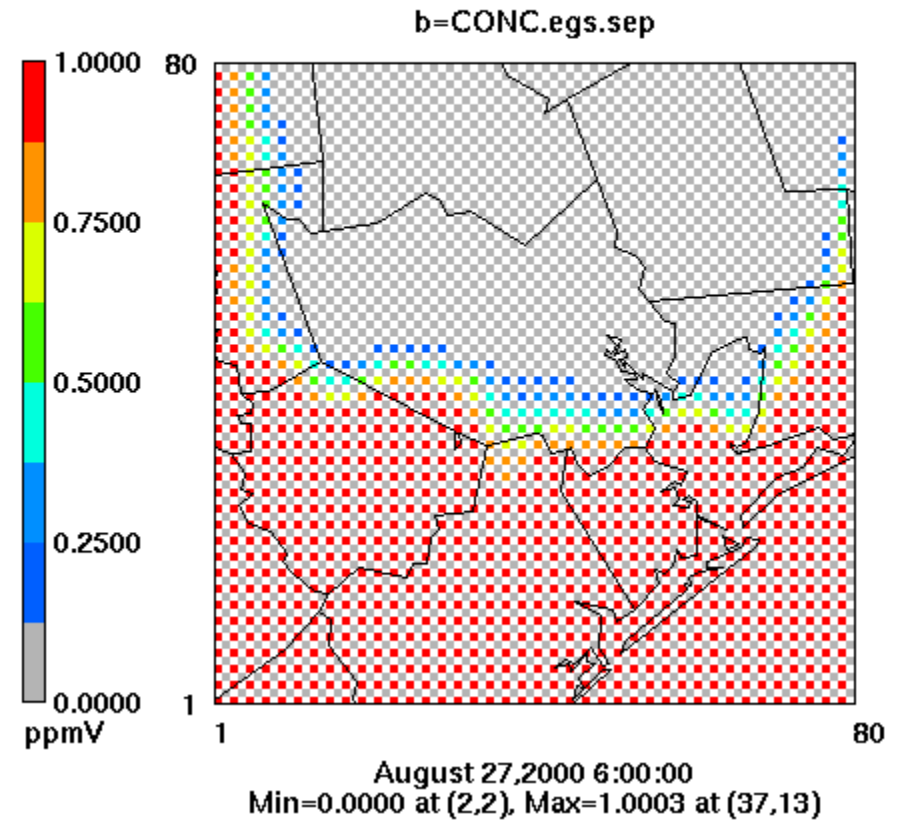 b=CONC.egs.sep
1.0000
0.7500
0.5000
0.2500
0.0000
ppmV
80
1
1
80
August 27,2000 6:00:00
Min=0.0000 at (2,2), Max=1.0003 at (37,13)